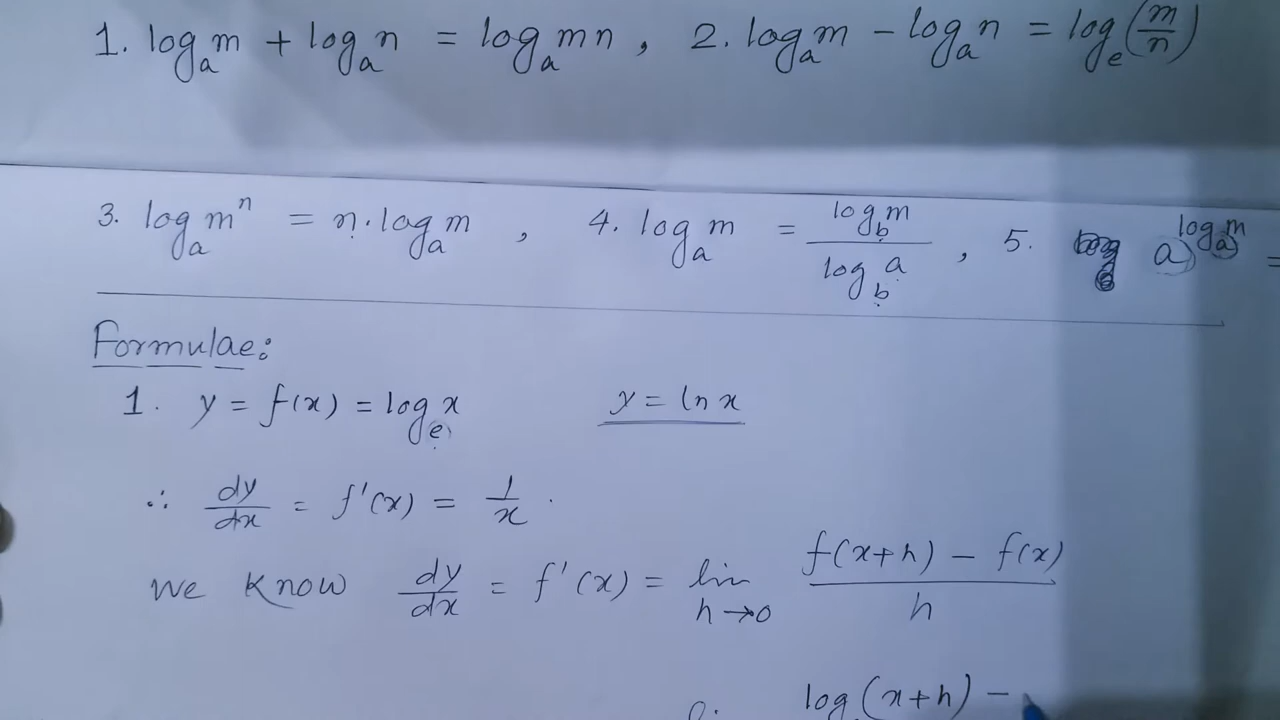 1. logₐm + logₐn = logₐmn , 2. logₐm − logₐn = logₑ(m/n)
3. logₐmⁿ = n·logₐm , 4. logₐm = log_b m / log_b a , 5. a^(logₐm) =
Formulae:
1. y = f(x) = logₑx y = ln x
∴ dy/dx = f'(x) = 1/x .
We know dy/dx = f'(x) = lim h→0 f(x+h) − f(x) / h
log (x+h) −